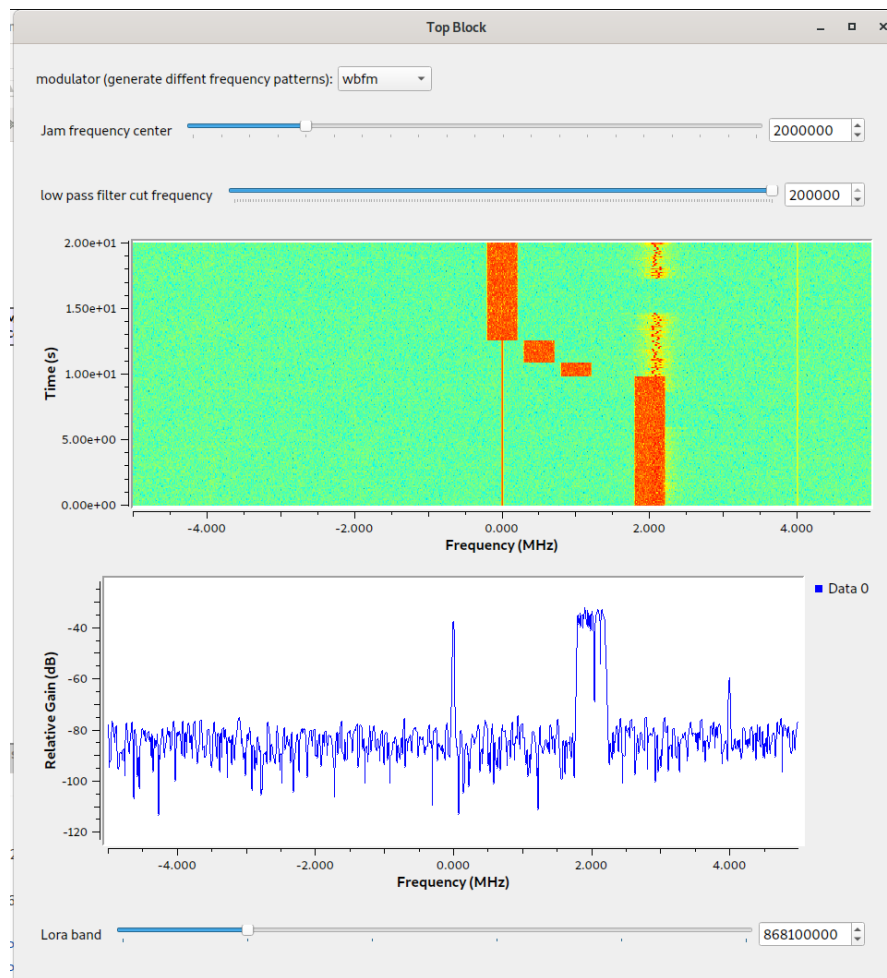 Top Block
modulator (generate diffent frequency patterns): wbfm
Jam frequency center 2000000
low pass filter cut frequency 200000
2.00e+01
1.50e+01
1.00e+01
5.00e+00
0.00e+00
Time (s)
-4.000 -2.000 0.000 2.000 4.000
Frequency (MHz)
Data 0
-40
-60
-80
-100
-120
Relative Gain (dB)
-4.000 -2.000 0.000 2.000 4.000
Frequency (MHz)
Lora band 868100000